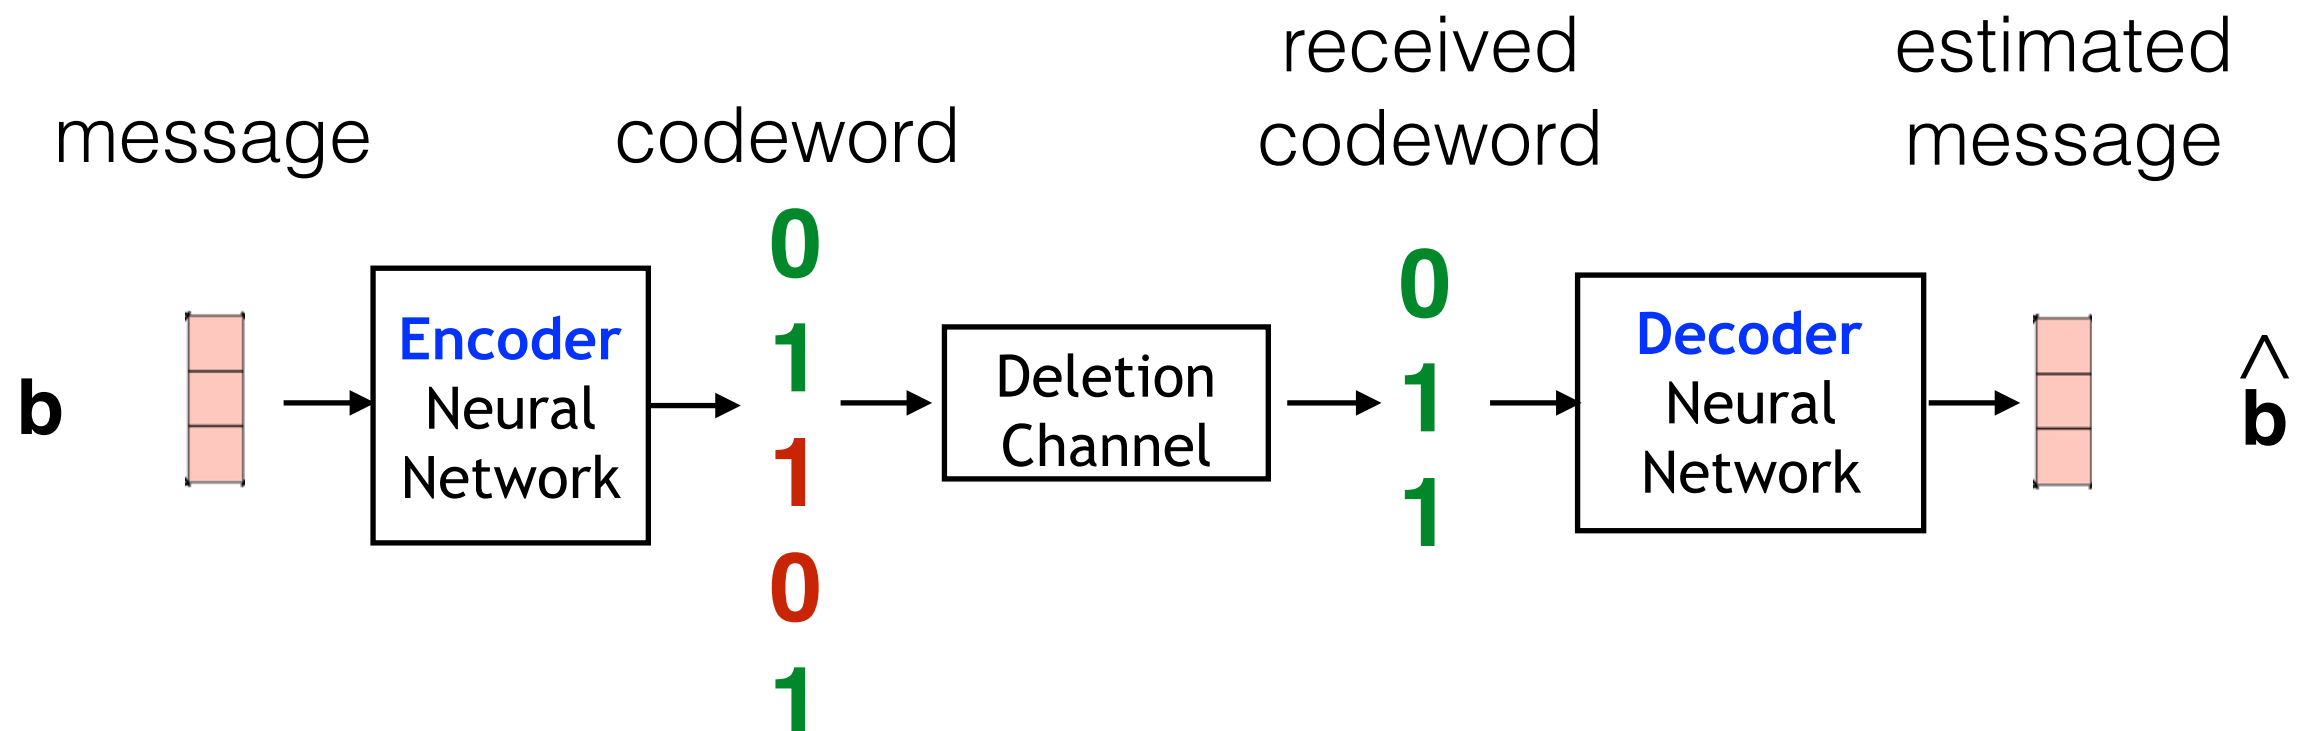 message
codeword
received
codeword
estimated
message
b
Encoder
Neural
Network
0
1
1
0
1
Deletion
Channel
0
1
1
Decoder
Neural
Network
b̂